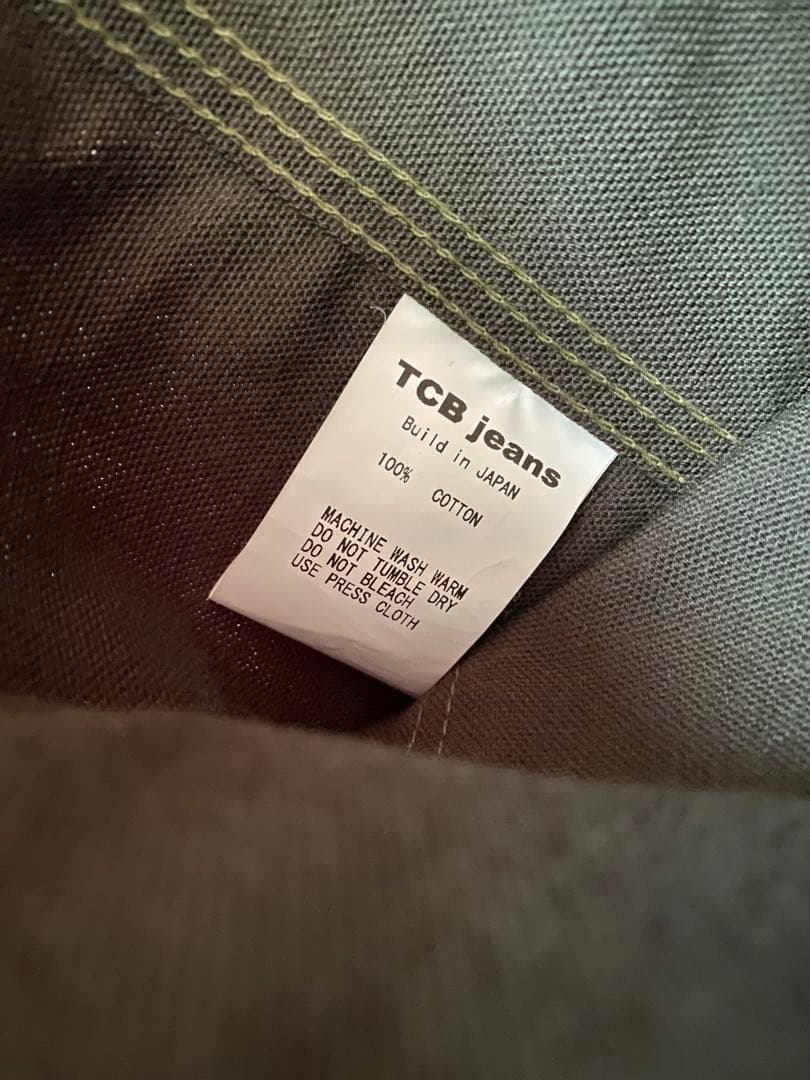 TCB jeans
Build in JAPAN
100% COTTON
MACHINE WASH WARM
DO NOT TUMBLE DRY
DO NOT BLEACH
USE PRESS CLOTH